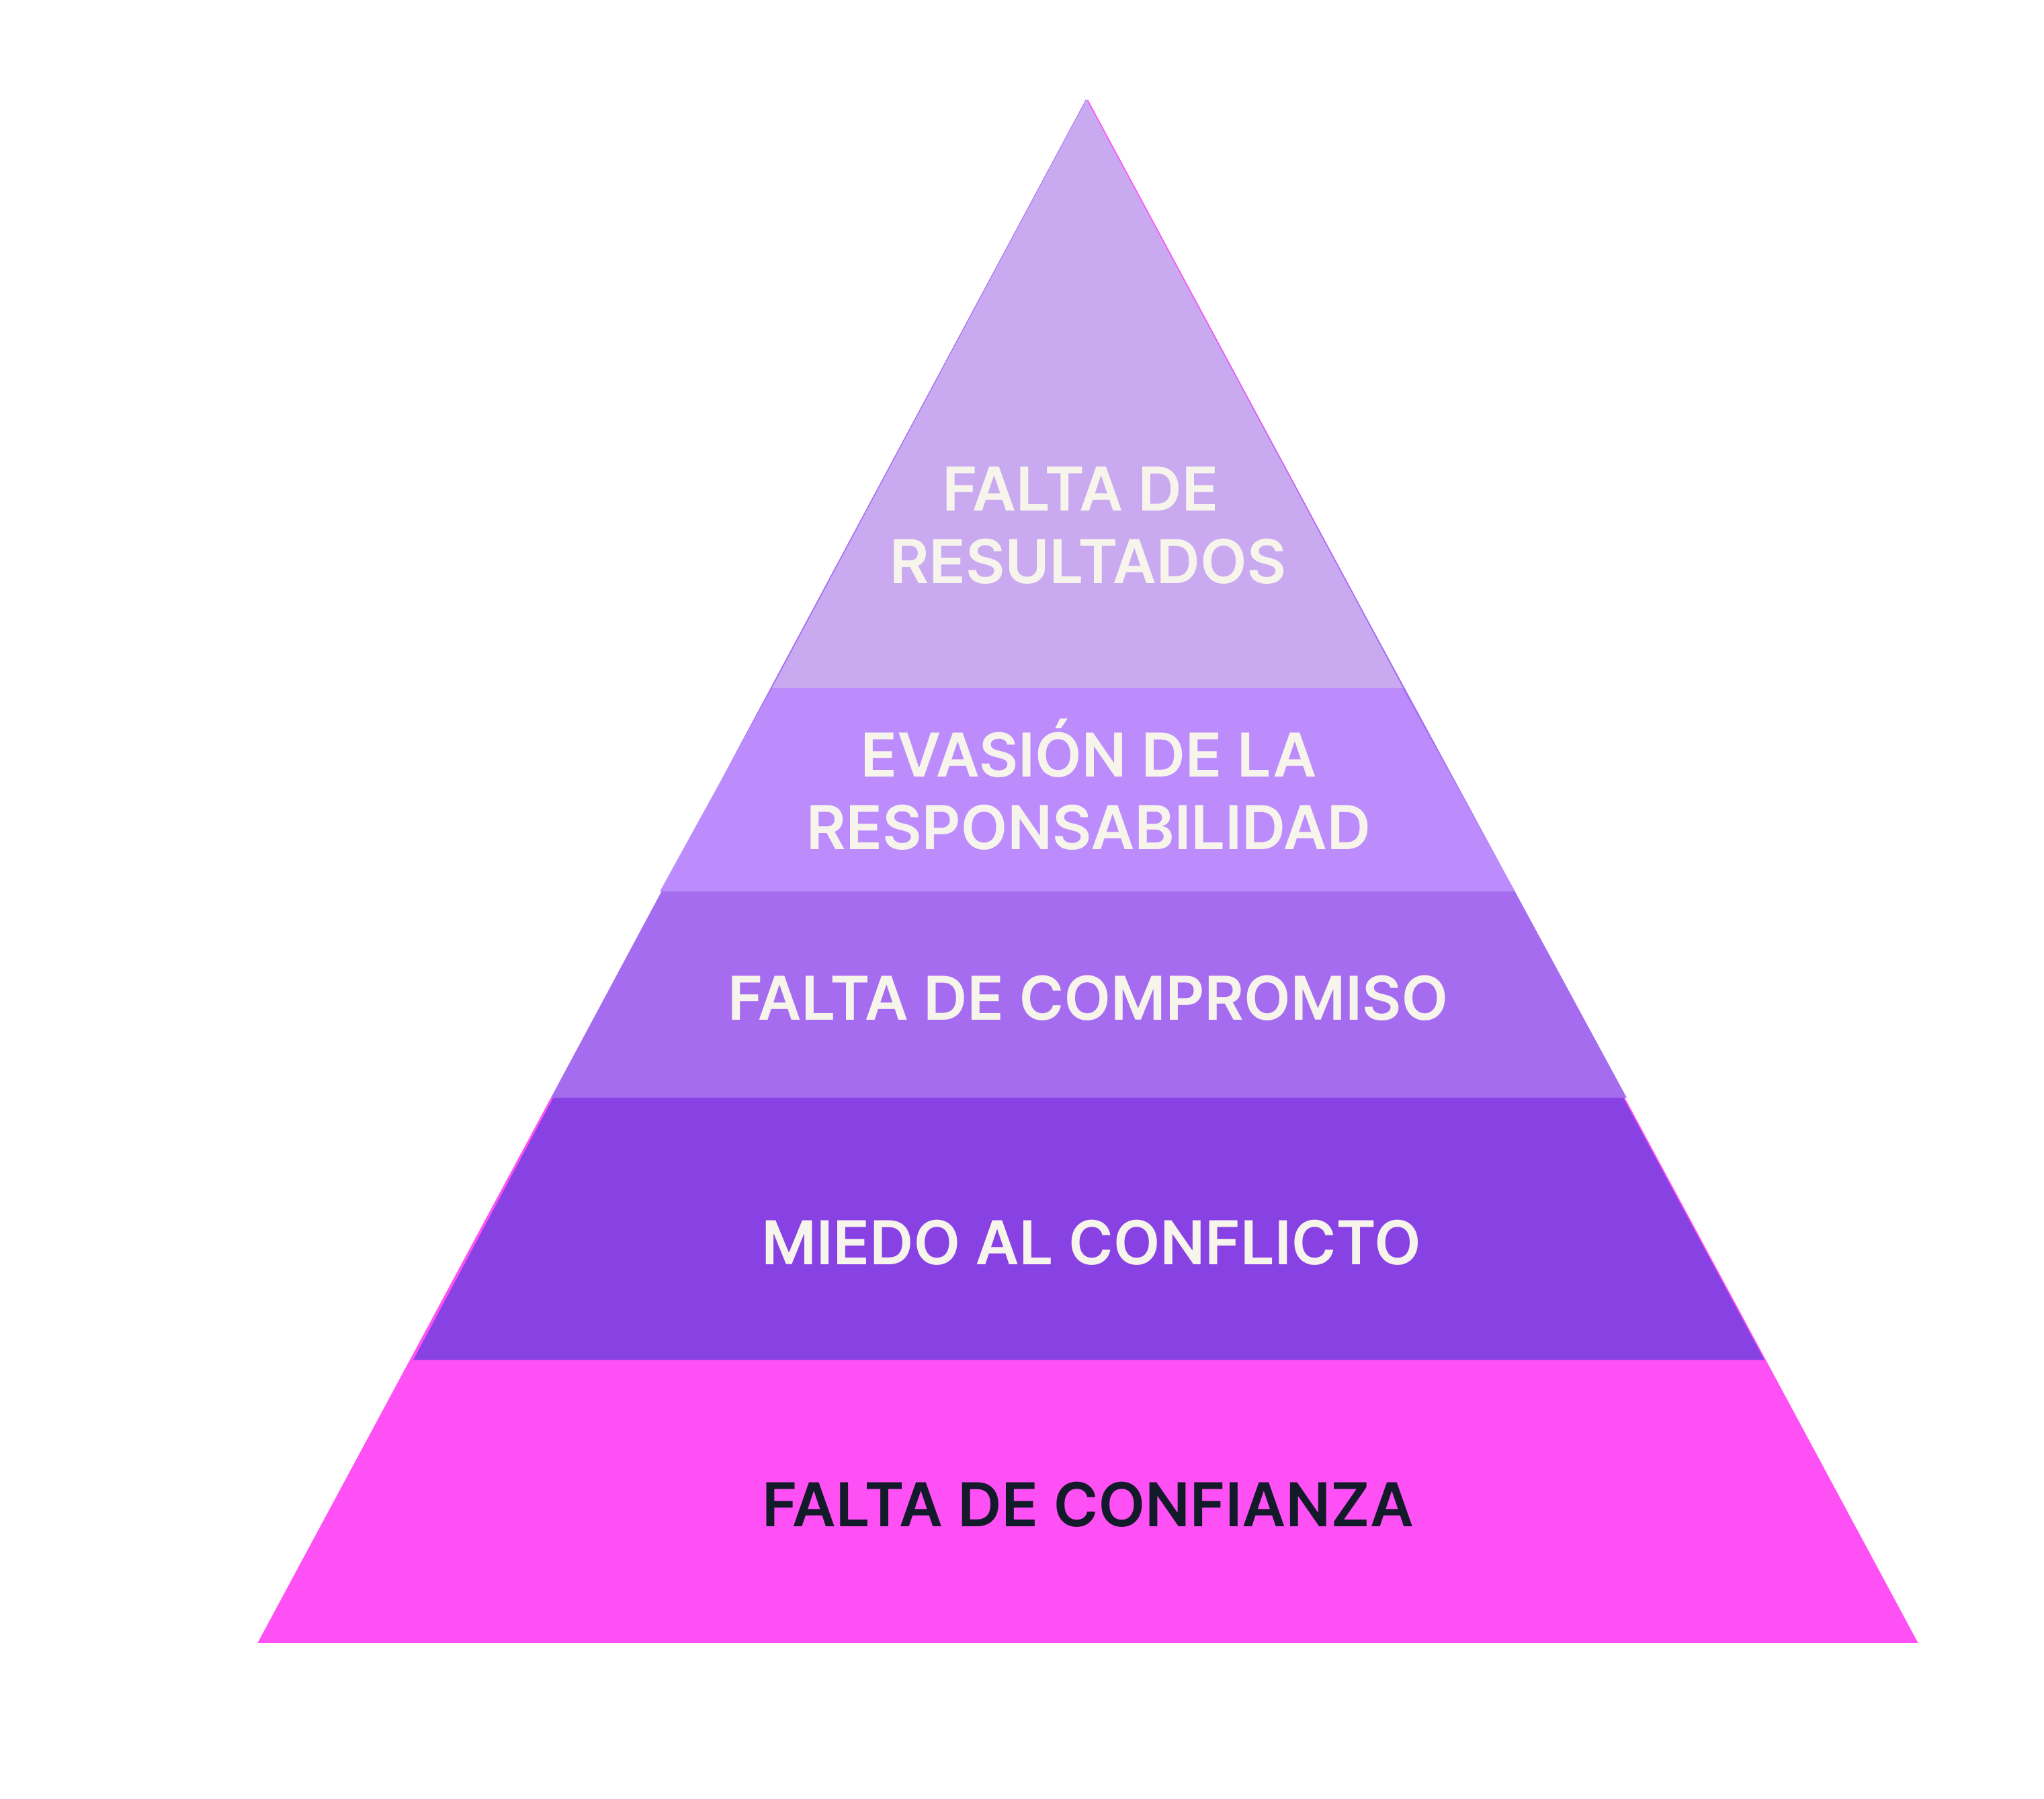 FALTA DE
RESULTADOS
EVASIÓN DE LA
RESPONSABILIDAD
FALTA DE COMPROMISO
MIEDO AL CONFLICTO
FALTA DE CONFIANZA